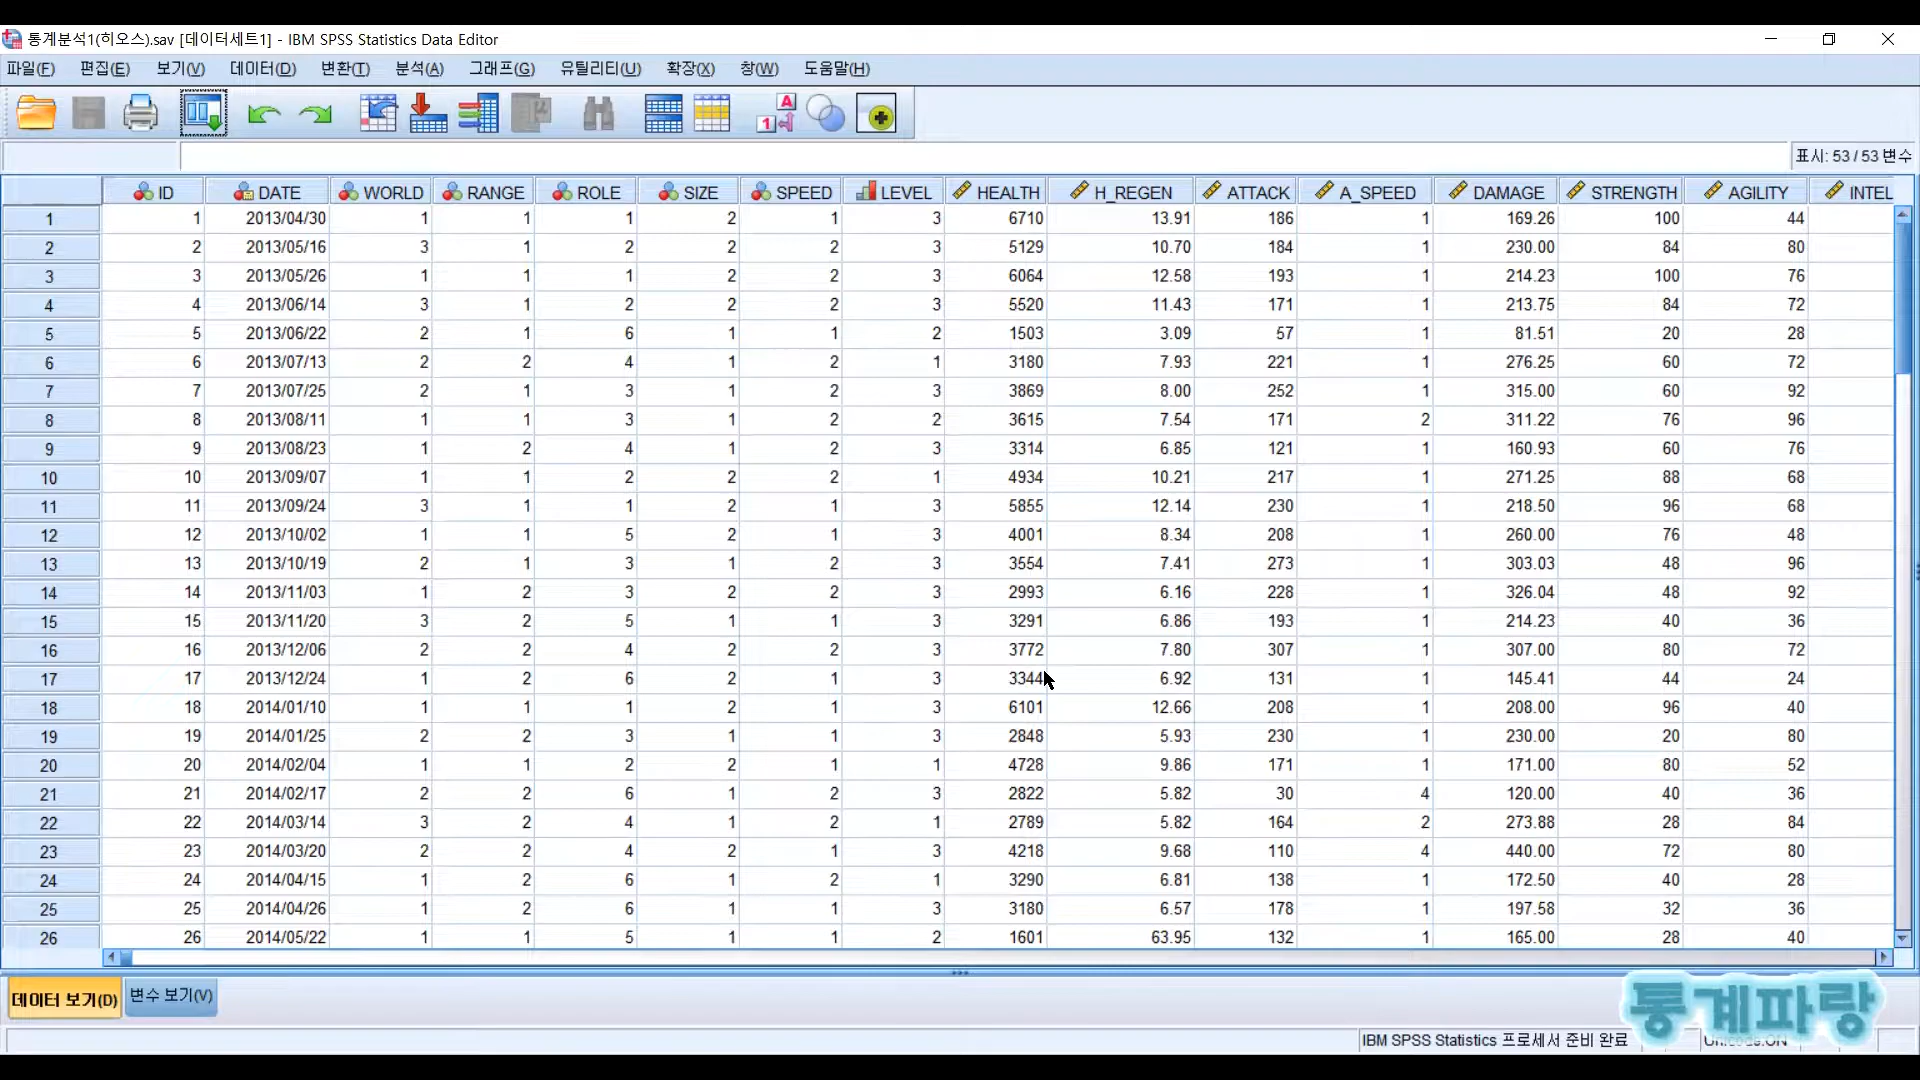 통계분석1(히오스).sav [데이터세트1] - IBM SPSS Statistics Data Editor
파일(F) 편집(E) 보기(V) 데이터(D) 변환(T) 분석(A) 그래프(G) 유틸리티(U) 확장(X) 창(W) 도움말(H)
표시: 53 / 53 변수
ID DATE WORLD RANGE ROLE SIZE SPEED LEVEL HEALTH H_REGEN ATTACK A_SPEED DAMAGE STRENGTH AGILITY INTEL
1 1 2013/04/30 1 1 1 2 1 3 6710 13.91 186 1 169.26 100 44
2 2 2013/05/16 3 1 2 2 2 3 5129 10.70 184 1 230.00 84 80
3 3 2013/05/26 1 1 1 2 2 3 6064 12.58 193 1 214.23 100 76
4 4 2013/06/14 3 1 2 2 2 3 5520 11.43 171 1 213.75 84 72
5 5 2013/06/22 2 1 6 1 1 2 1503 3.09 57 1 81.51 20 28
6 6 2013/07/13 2 2 4 1 2 1 3180 7.93 221 1 276.25 60 72
7 7 2013/07/25 2 1 3 1 2 3 3869 8.00 252 1 315.00 60 92
8 8 2013/08/11 1 1 3 1 2 2 3615 7.54 171 2 311.22 76 96
9 9 2013/08/23 1 2 4 1 2 3 3314 6.85 121 1 160.93 60 76
10 10 2013/09/07 1 1 2 2 2 1 4934 10.21 217 1 271.25 88 68
11 11 2013/09/24 3 1 1 2 1 3 5855 12.14 230 1 218.50 96 68
12 12 2013/10/02 1 1 5 2 1 3 4001 8.34 208 1 260.00 76 48
13 13 2013/10/19 2 1 3 1 2 3 3554 7.41 273 1 303.03 48 96
14 14 2013/11/03 1 2 3 2 2 3 2993 6.16 228 1 326.04 48 92
15 15 2013/11/20 3 2 5 1 1 3 3291 6.86 193 1 214.23 40 36
16 16 2013/12/06 2 2 4 2 2 3 3772 7.80 307 1 307.00 80 72
17 17 2013/12/24 1 2 6 2 1 3 3344 6.92 131 1 145.41 44 24
18 18 2014/01/10 1 1 1 2 1 3 6101 12.66 208 1 208.00 96 40
19 19 2014/01/25 2 2 3 1 1 3 2848 5.93 230 1 230.00 20 80
20 20 2014/02/04 1 1 2 2 1 1 4728 9.86 171 1 171.00 80 52
21 21 2014/02/17 2 2 6 1 2 3 2822 5.82 30 4 120.00 40 36
22 22 2014/03/14 3 2 4 1 2 1 2789 5.82 164 2 273.88 28 84
23 23 2014/03/20 2 2 4 2 1 3 4218 9.68 110 4 440.00 72 80
24 24 2014/04/15 1 2 6 1 2 1 3290 6.81 138 1 172.50 40 28
25 25 2014/04/26 1 2 6 1 1 3 3180 6.57 178 1 197.58 32 36
26 26 2014/05/22 1 1 5 1 1 2 1601 63.95 132 1 165.00 28 40
데이터 보기(D) 변수 보기(V)
통계파랑
IBM SPSS Statistics 프로세서 준비 완료 Unicode:ON